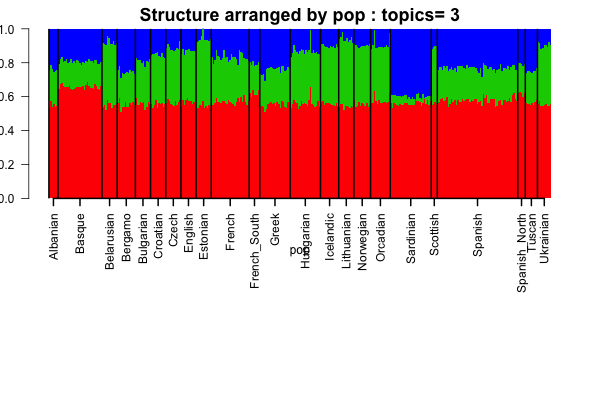 Structure arranged by pop : topics= 3
1.0
0.8
0.6
0.4
0.2
0.0
Albanian
Basque
Belarusian
Bergamo
Bulgarian
Croatian
Czech
English
Estonian
French
French_South
Greek
Hungarian
Icelandic
Lithuanian
Norwegian
Orcadian
Sardinian
Scottish
Spanish
Spanish_North
Tuscan
Ukrainian
pop